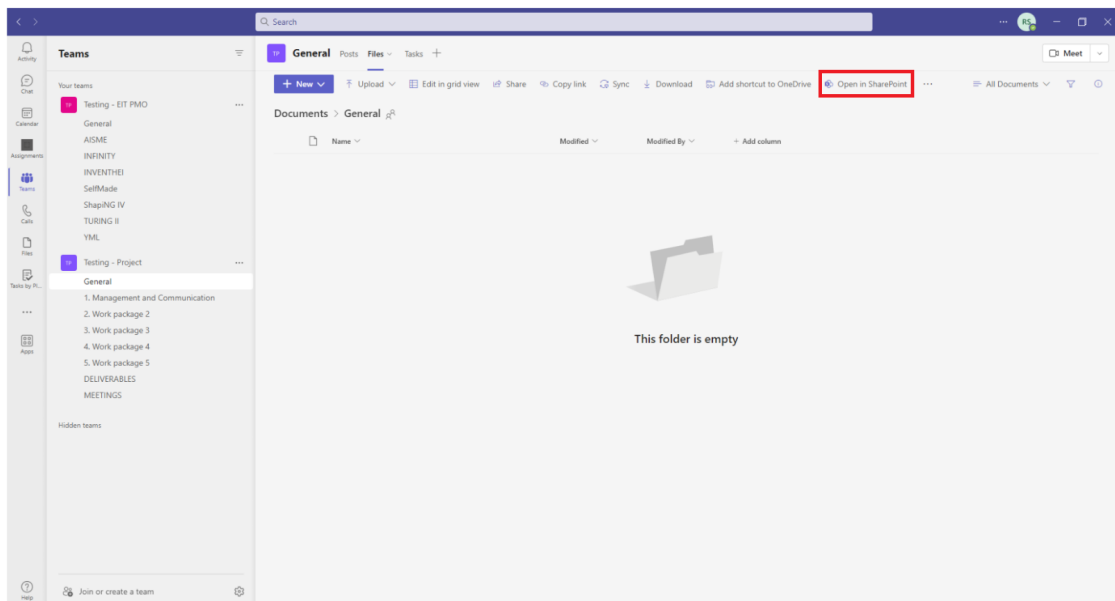 Search
RS
Activity
Chat
Calendar
Assignments
Teams
Calls
Files
Tasks by Pl...
Apps
Help
Teams
Your teams
TP Testing - EIT PMO
General
AISME
INFINITY
INVENTHEI
SelfMade
ShapiNG IV
TURING II
YML
TP Testing - Project
General
1. Management and Communication
2. Work package 2
3. Work package 3
4. Work package 4
5. Work package 5
DELIVERABLES
MEETINGS
Hidden teams
Join or create a team
TP General Posts Files Tasks Meet
New Upload Edit in grid view Share Copy link Sync Download Add shortcut to OneDrive Open in SharePoint ... All Documents
Documents > General
Name Modified Modified By + Add column
This folder is empty